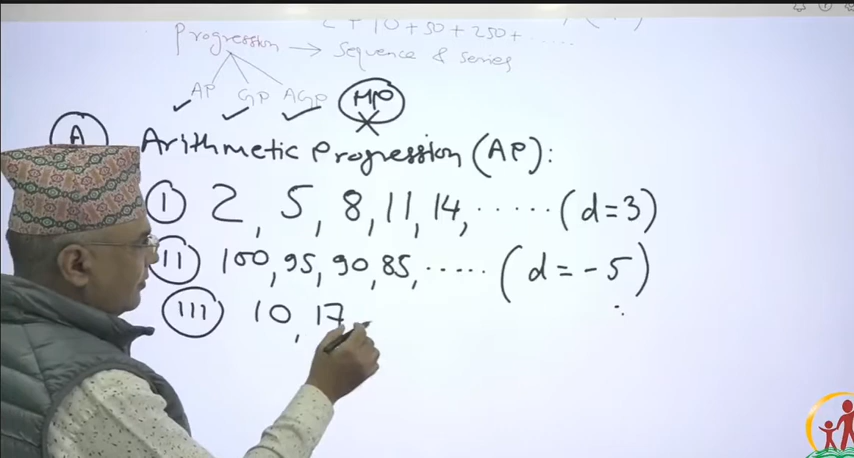 2 + 10 + 50 + 250 + ......
Progression → Sequence & series
AP GP AGP HP
A Arithmetic Progression (AP):
I 2, 5, 8, 11, 14, ...... (d=3)
II 100, 95, 90, 85, ...... (d = -5)
III 10, 17